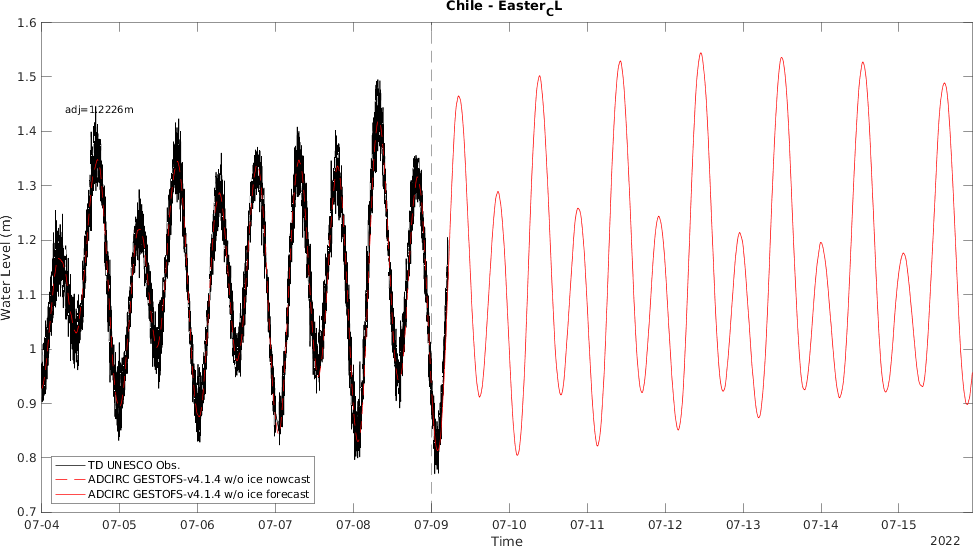 Chile - Easter_CL
1.6
1.5
adj=1.2226m
1.4
1.3
1.2
1.1
1
0.9
0.8
0.7
Water Level (m)
TD UNESCO Obs.
ADCIRC GESTOFS-v4.1.4 w/o ice nowcast
ADCIRC GESTOFS-v4.1.4 w/o ice forecast
07-04 07-05 07-06 07-07 07-08 07-09 07-10 07-11 07-12 07-13 07-14 07-15
Time
2022